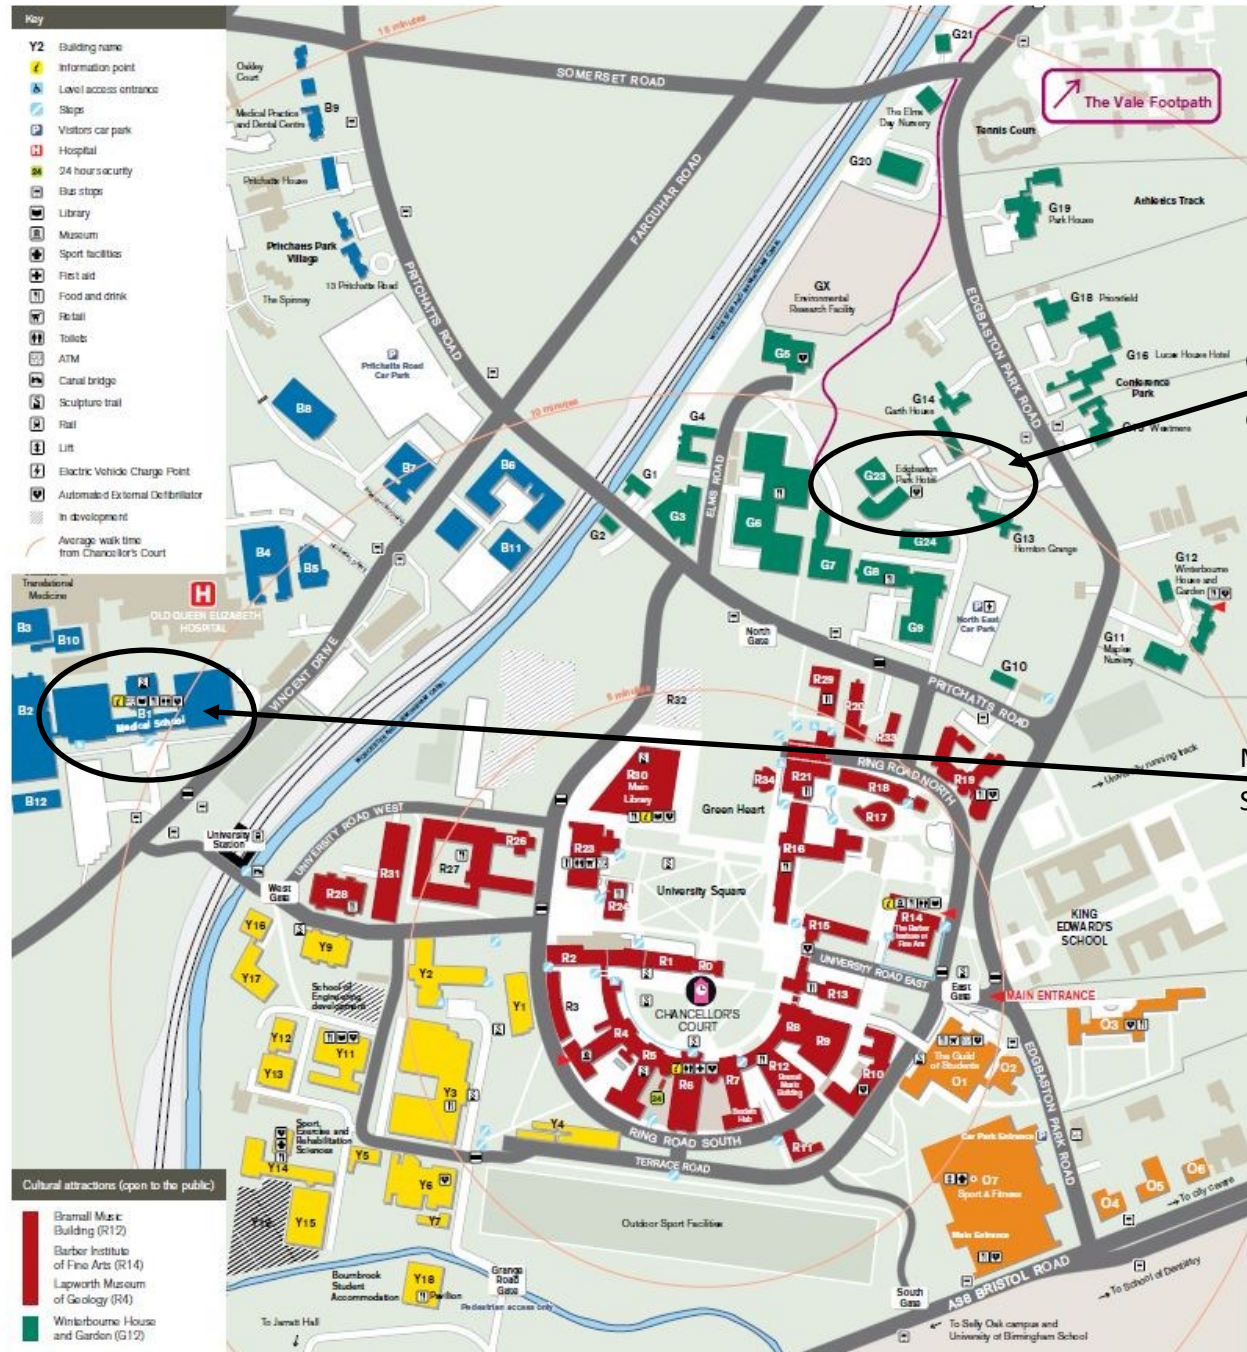 Key
Y2 Building name
Information point
Level access entrance
Steps
Visitors car park
H Hospital
24 24 hour security
Bus stops
Library
Museum
Sport facilities
First aid
Food and drink
Retail
Toilets
ATM
Canal bridge
Sculpture trail
Rail
Lift
Electric Vehicle Charge Point
Automated External Defibrillator
In development
Average walk time
from Chancellor's Court
15 minutes
SOMERSET ROAD
G21
The Vale Footpath
Oakley
Court
B9
Medical Practice
and Dental Centre
The Elms
Day Nursery
Tennis Court
G20
Pritchatts House
FARQUHAR ROAD
G19
Park House
Athletics Track
Pritchatts Park
Village
13 Pritchatts Road
The Spinney
PRITCHATTS ROAD
GX
Environmental
Research Facility
EDGBASTON PARK ROAD
G18 Priorsfield
G5
G16 Lucas House Hotel
Pritchatts Road
Car Park
Conference
Park
10 minutes
G14
Garth House
Westmere
B8
G4
B7
B6
G1
G23
Edgbaston
Park Hotel
ELMS ROAD
G3
G6
G2
B11
B4
B5
G24
G13
Hornton Grange
G7
G8
G12
Winterbourne
House and
Garden
Translational
Medicine
H
OLD QUEEN ELIZABETH
HOSPITAL
North East
Car Park
B3
B10
North
Gate
G9
G11
Maples
Nursery
VINCENT DRIVE
G10
B2
B1
Medical School
5 minutes
R32
R29
R20
R33
PRITCHATTS ROAD
B12
R30
Main
Library
R34
R21
RING ROAD NORTH
R19
University running track
Green Heart
R18
R17
UNIVERSITY ROAD WEST
University
Station
R26
R23
R16
R27
R31
University Square
West
Gate
R28
R24
R14
The Barber
Institute of
Fine Arts
KING
EDWARD'S
SCHOOL
R15
Y16
Y9
Y17
Y2
R2
R1
R0
UNIVERSITY ROAD EAST
East
Gate
School of
Engineering
development
Y1
R3
CHANCELLOR'S
COURT
R13
MAIN ENTRANCE
Y12
Y11
R4
R8
R9
O3
Y13
R5
R6
R7
R12
Bramall
Music
Building
R10
The Guild
of Students
O1
O2
Y3
24
Sport,
Exercise and
Rehabilitation
Sciences
Y4
RING ROAD SOUTH
R11
Car Park Entrance
EDGBASTON PARK ROAD
Y14
Y5
TERRACE ROAD
Y6
O7
Sport & Fitness
O4
O5
O6
To city centre
Cultural attractions (open to the public)
Bramall Music
Building (R12)
Barber Institute
of Fine Arts (R14)
Lapworth Museum
of Geology (R4)
Winterbourne House
and Garden (G12)
Y15
Y7
Outdoor Sport Facilities
Main Entrance
Bournbrook
Student
Accommodation
Y18
Pavilion
Grange
Road
Gate
Pedestrian access only
South
Gate
A38 BRISTOL ROAD
To School of Dentistry
To Jarratt Hall
To Selly Oak campus and
University of Birmingham School